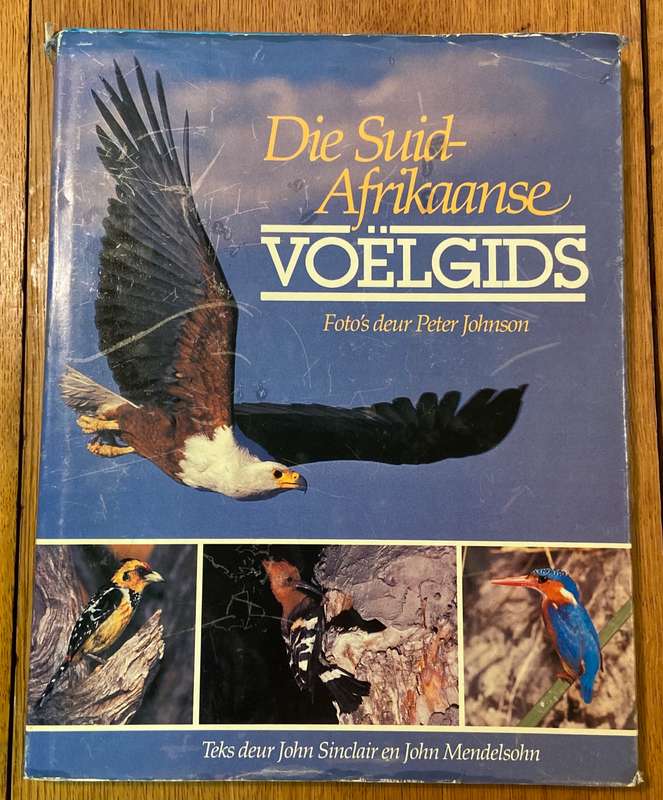 Die Suid-
Afrikaanse
VOËLGIDS
Foto's deur Peter Johnson
Teks deur John Sinclair en John Mendelsohn